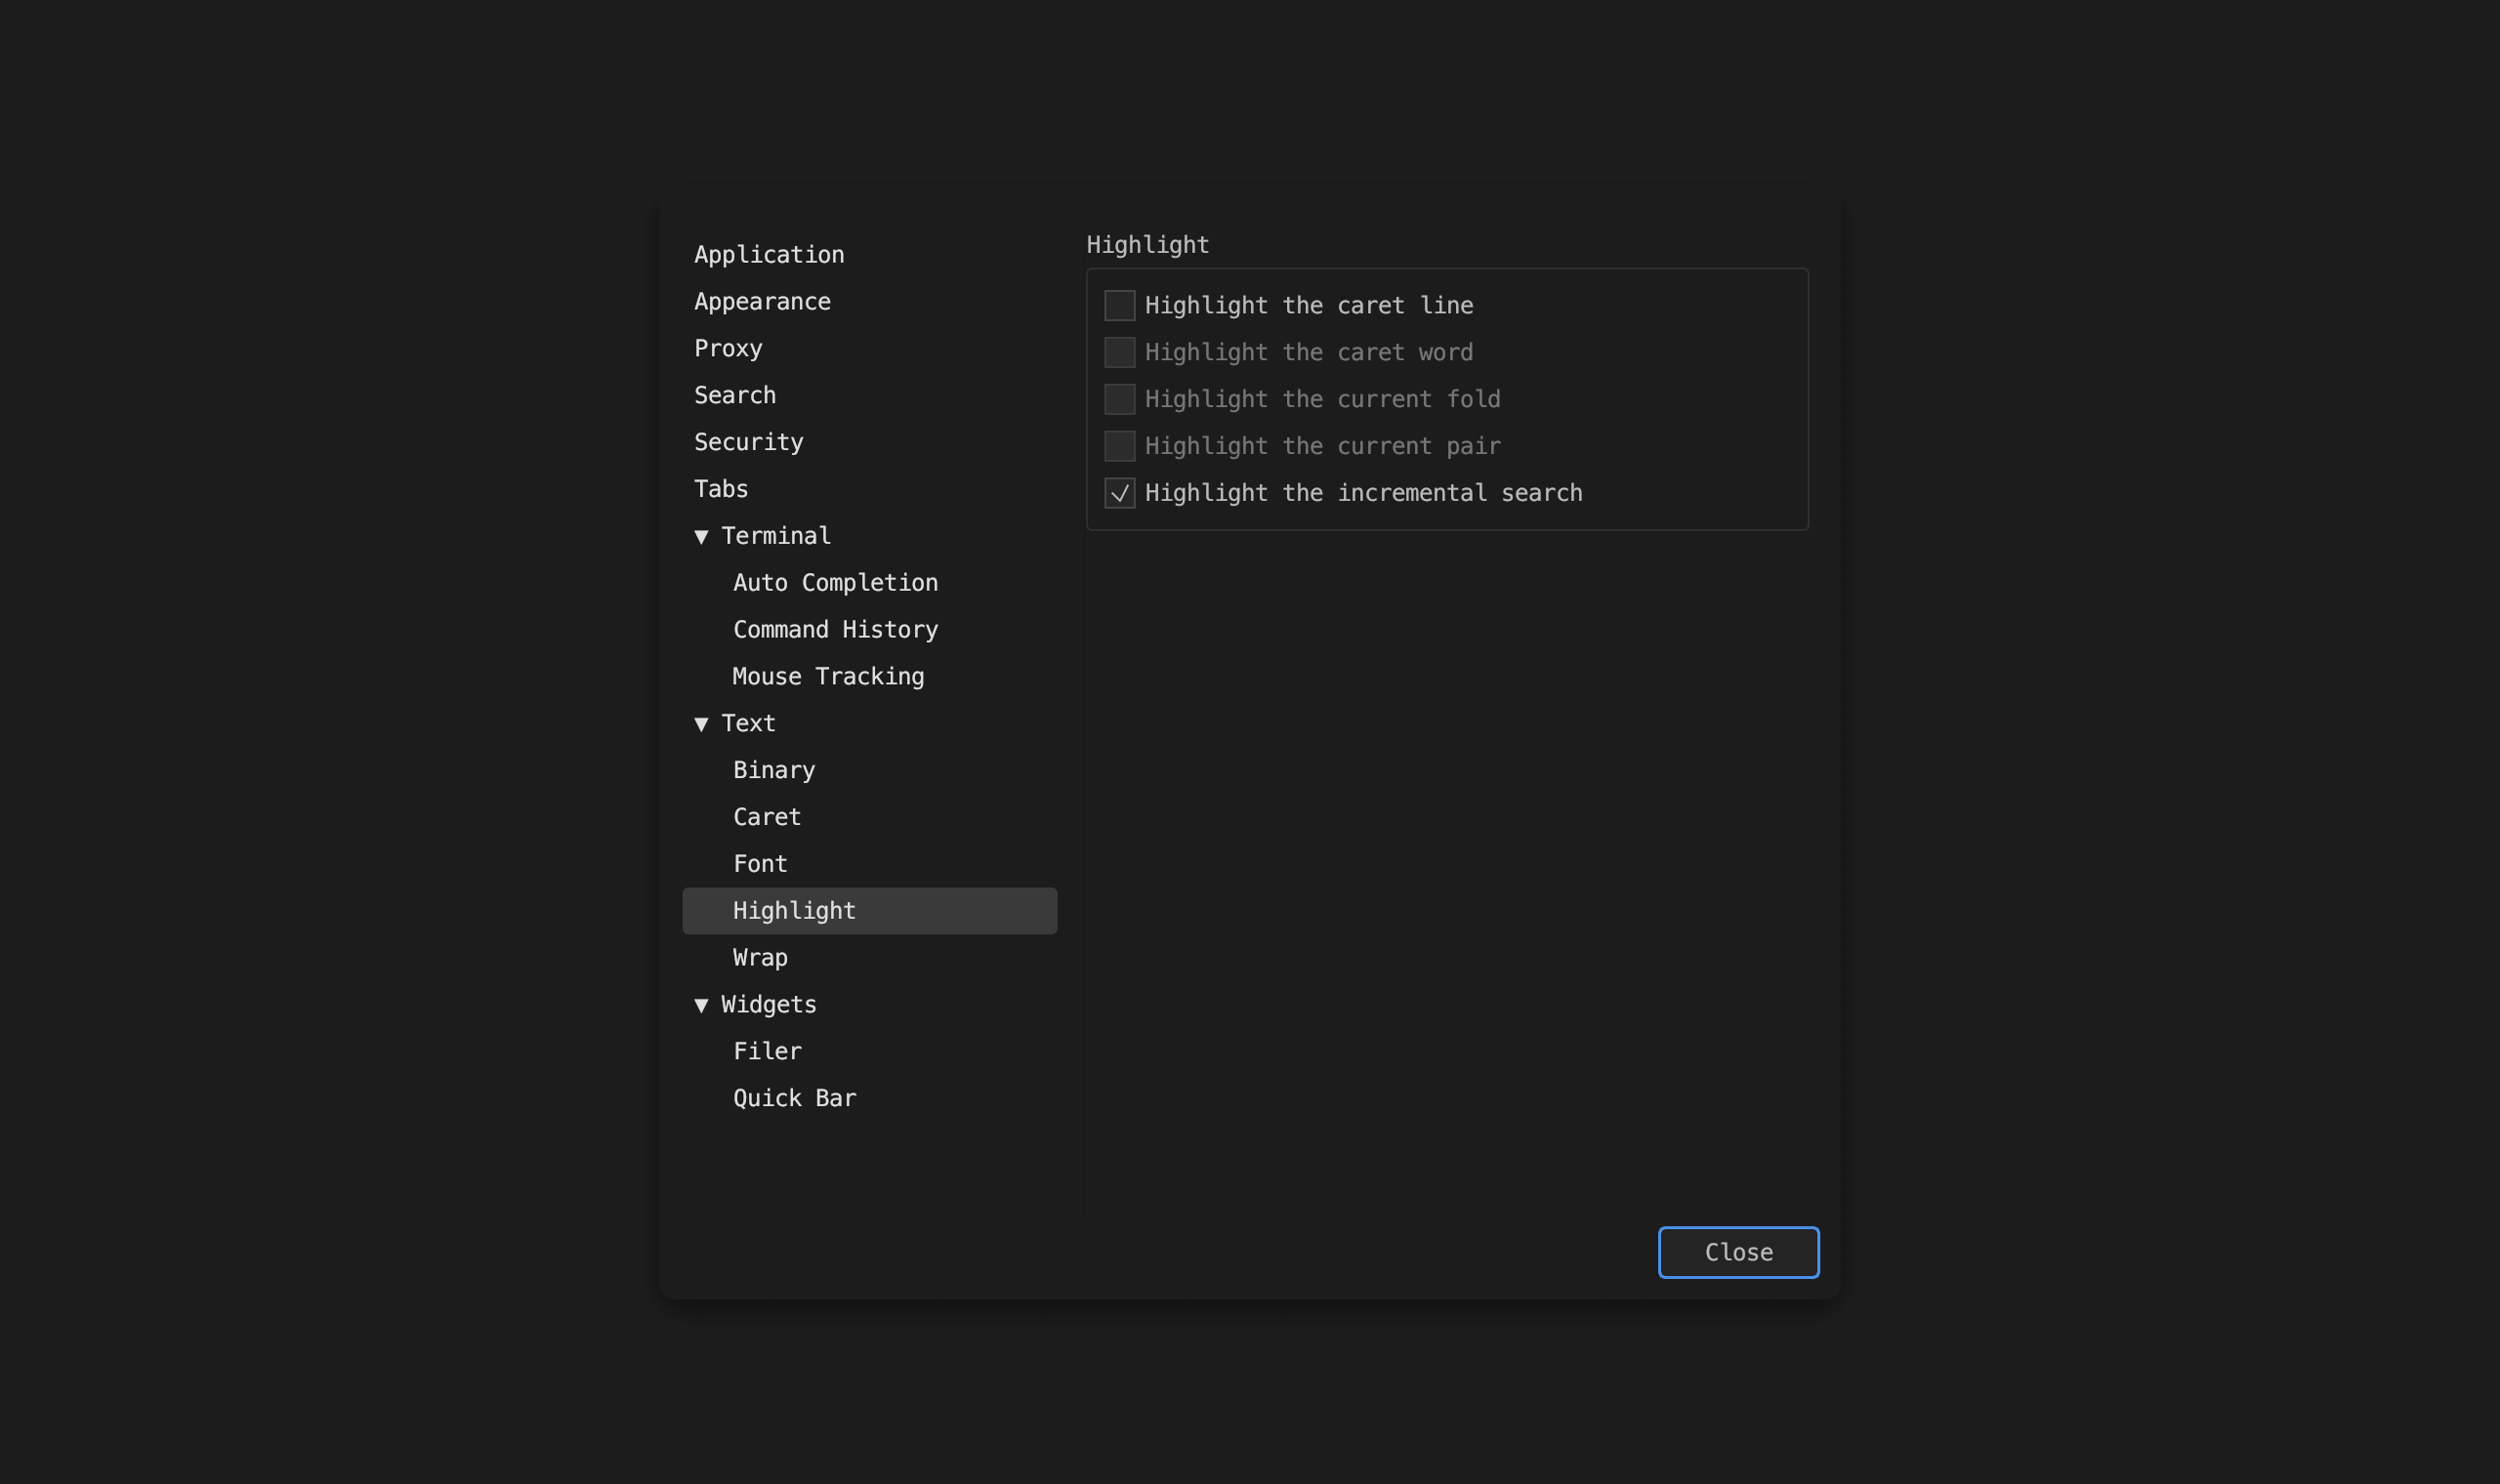 Application
Appearance
Proxy
Search
Security
Tabs
▼ Terminal
Auto Completion
Command History
Mouse Tracking
▼ Text
Binary
Caret
Font
Highlight
Wrap
▼ Widgets
Filer
Quick Bar
Highlight
Highlight the caret line
Highlight the caret word
Highlight the current fold
Highlight the current pair
Highlight the incremental search
Close